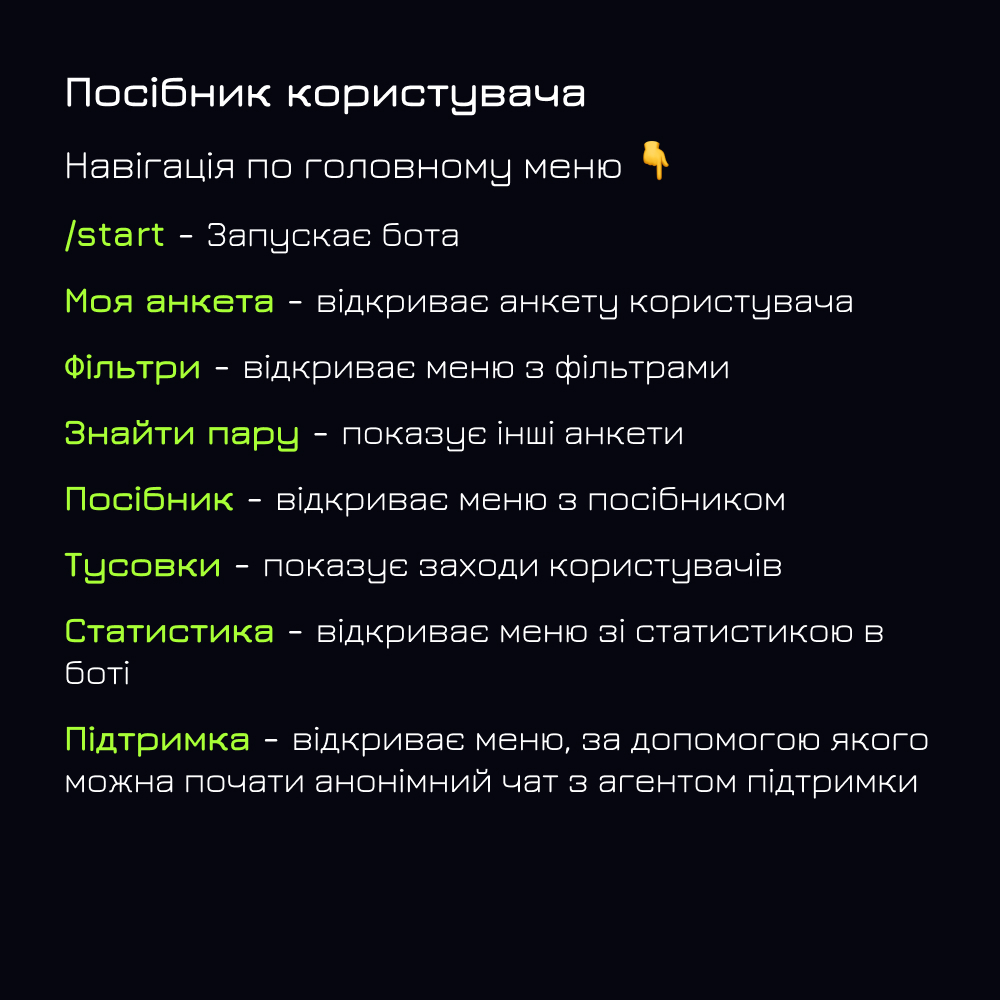 Посібник користувача
Навігація по головному меню 👇
/start - Запускає бота
Моя анкета - відкриває анкету користувача
Фільтри - відкриває меню з фільтрами
Знайти пару - показує інші анкети
Посібник - відкриває меню з посібником
Тусовки - показує заходи користувачів
Статистика - відкриває меню зі статистикою в
боті
Підтримка - відкриває меню, за допомогою якого
можна почати анонімний чат з агентом підтримки